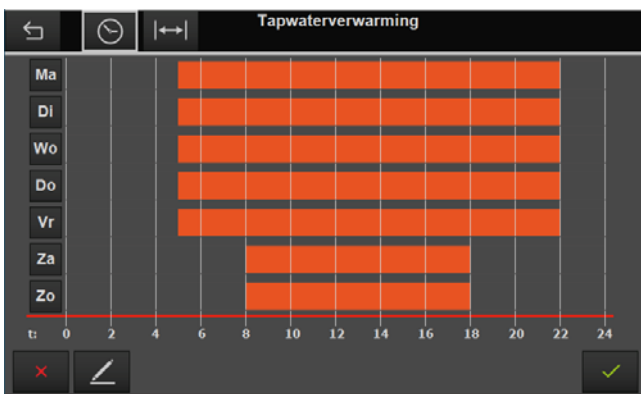 Tapwaterverwarming
Ma
Di
Wo
Do
Vr
Za
Zo
t: 0 2 4 6 8 10 12 14 16 18 20 22 24